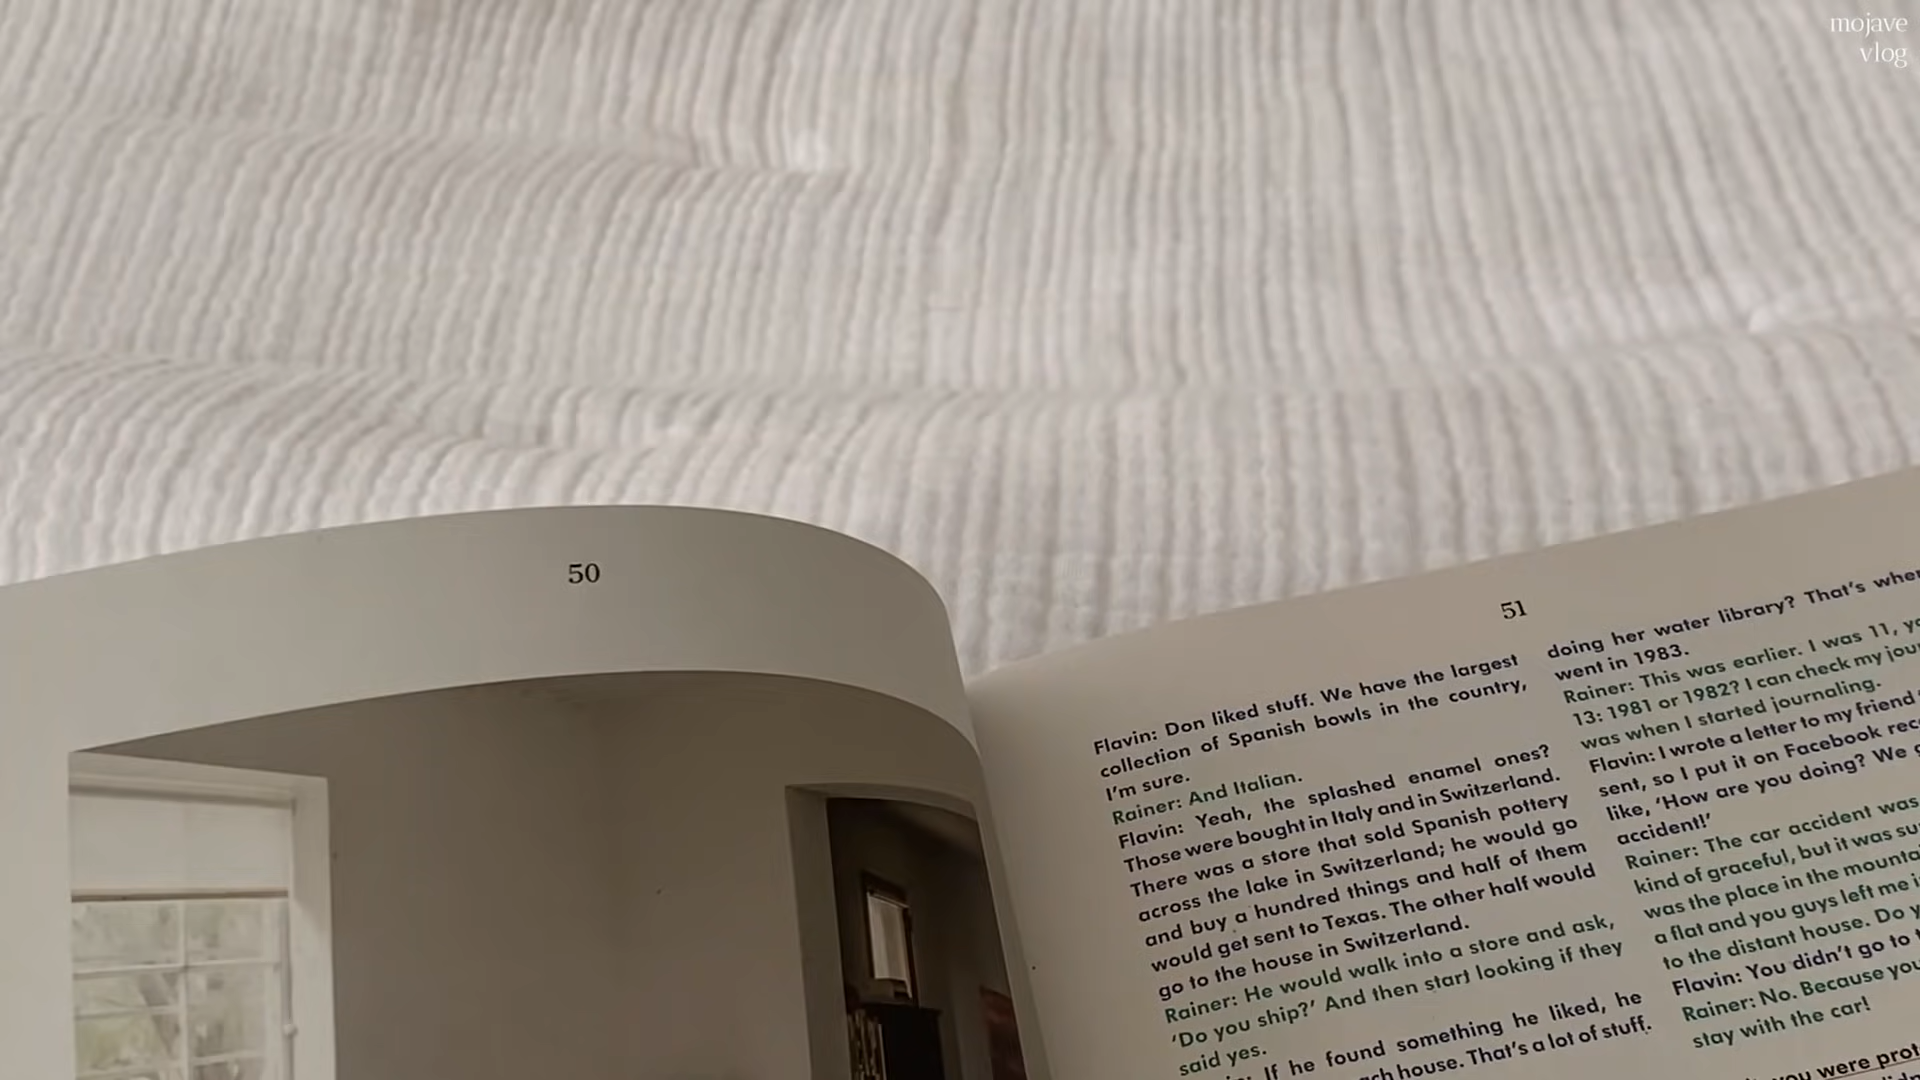 mojave
vlog
50
51
Flavin: Don liked stuff. We have the largest
collection of Spanish bowls in the country,
I'm sure.
Rainer: And Italian.
Flavin: Yeah, the splashed enamel ones?
Those were bought in Italy and in Switzerland.
There was a store that sold Spanish pottery
across the lake in Switzerland; he would go
and buy a hundred things and half of them
would get sent to Texas. The other half would
go to the house in Switzerland.
Rainer: He would walk into a store and ask,
'Do you ship?' And then start looking if they
said yes.
If he found something he liked, he
house. That's a lot of stuff.
doing her water library? That's
went in 1983.
Rainer: This was earlier. I was 11,
13: 1981 or 1982? I can check my
was when I started journaling.
Flavin: I wrote a letter to my friend
sent, so I put it on Facebook
like, 'How are you doing? We
accident!'
Rainer: The car accident was
kind of graceful, but it was
was the place in the
a flat and you guys left me
to the distant house. Do
Flavin: You didn't go to
Rainer: No. Because you
stay with the car!
you were